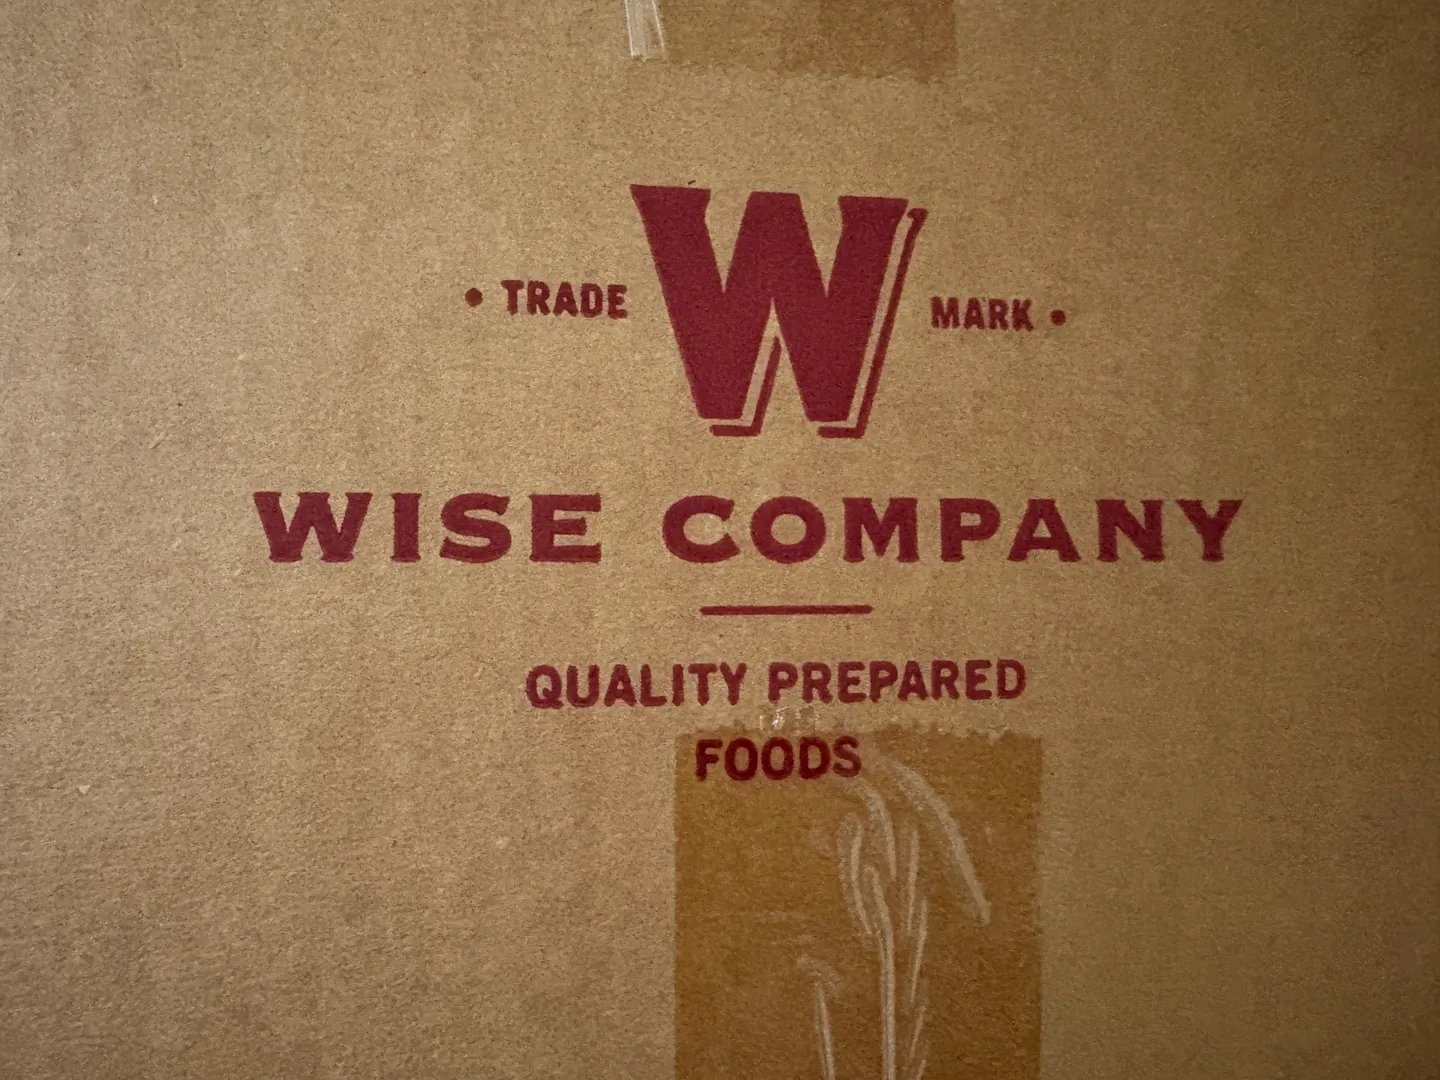 • TRADE W MARK •
WISE COMPANY
QUALITY PREPARED
FOODS